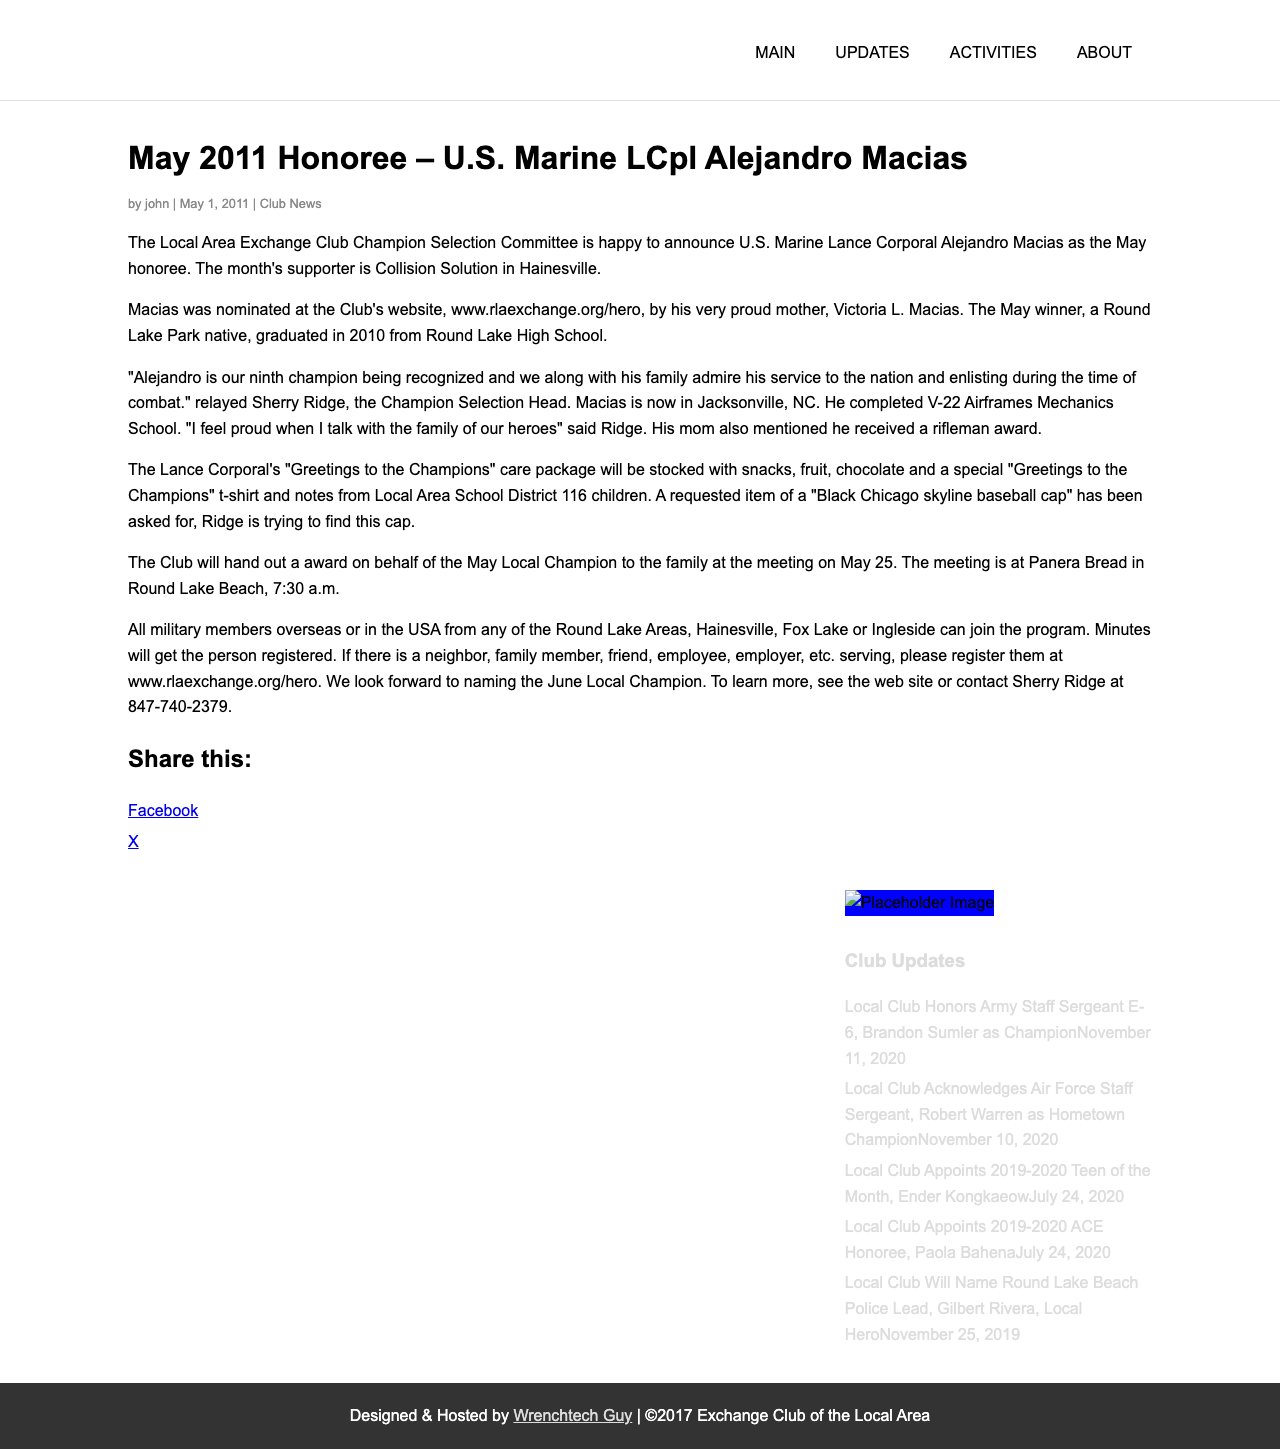 MAIN UPDATES ACTIVITIES ABOUT
May 2011 Honoree – U.S. Marine LCpl Alejandro Macias
by john | May 1, 2011 | Club News
The Local Area Exchange Club Champion Selection Committee is happy to announce U.S. Marine Lance Corporal Alejandro Macias as the May
honoree. The month's supporter is Collision Solution in Hainesville.
Macias was nominated at the Club's website, www.rlaexchange.org/hero, by his very proud mother, Victoria L. Macias. The May winner, a Round
Lake Park native, graduated in 2010 from Round Lake High School.
"Alejandro is our ninth champion being recognized and we along with his family admire his service to the nation and enlisting during the time of
combat." relayed Sherry Ridge, the Champion Selection Head. Macias is now in Jacksonville, NC. He completed V-22 Airframes Mechanics
School. "I feel proud when I talk with the family of our heroes" said Ridge. His mom also mentioned he received a rifleman award.
The Lance Corporal's "Greetings to the Champions" care package will be stocked with snacks, fruit, chocolate and a special "Greetings to the
Champions" t-shirt and notes from Local Area School District 116 children. A requested item of a "Black Chicago skyline baseball cap" has been
asked for, Ridge is trying to find this cap.
The Club will hand out a award on behalf of the May Local Champion to the family at the meeting on May 25. The meeting is at Panera Bread in
Round Lake Beach, 7:30 a.m.
All military members overseas or in the USA from any of the Round Lake Areas, Hainesville, Fox Lake or Ingleside can join the program. Minutes
will get the person registered. If there is a neighbor, family member, friend, employee, employer, etc. serving, please register them at
www.rlaexchange.org/hero. We look forward to naming the June Local Champion. To learn more, see the web site or contact Sherry Ridge at
847-740-2379.
Share this:
Facebook
X
Placeholder Image
Club Updates
Local Club Honors Army Staff Sergeant E-
6, Brandon Sumler as ChampionNovember
11, 2020
Local Club Acknowledges Air Force Staff
Sergeant, Robert Warren as Hometown
ChampionNovember 10, 2020
Local Club Appoints 2019-2020 Teen of the
Month, Ender KongkaeowJuly 24, 2020
Local Club Appoints 2019-2020 ACE
Honoree, Paola BahenaJuly 24, 2020
Local Club Will Name Round Lake Beach
Police Lead, Gilbert Rivera, Local
HeroNovember 25, 2019
Designed & Hosted by Wrenchtech Guy | ©2017 Exchange Club of the Local Area